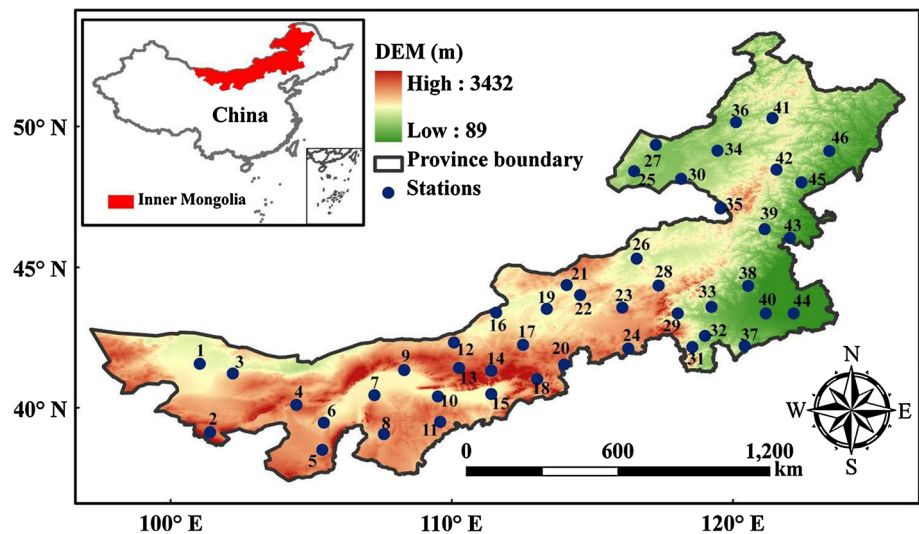 DEM (m)
High : 3432
Low : 89
Province boundary
Stations
China
Inner Mongolia
50° N
45° N
40° N
36
41
46
27
34
42
25
30
45
35
39
43
26
21
28
38
19
22
23
33
40
44
16
29
17
32
37
12
20
24
31
9
14
1
3
13
18
7
4
10
15
6
2
8
11
5
N
W
E
S
0
600
1,200
km
100° E
110° E
120° E